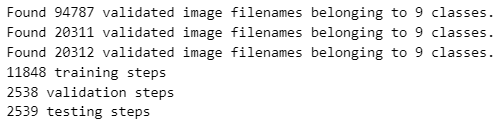 Found 94787 validated image filenames belonging to 9 classes.
Found 20311 validated image filenames belonging to 9 classes.
Found 20312 validated image filenames belonging to 9 classes.
11848 training steps
2538 validation steps
2539 testing steps